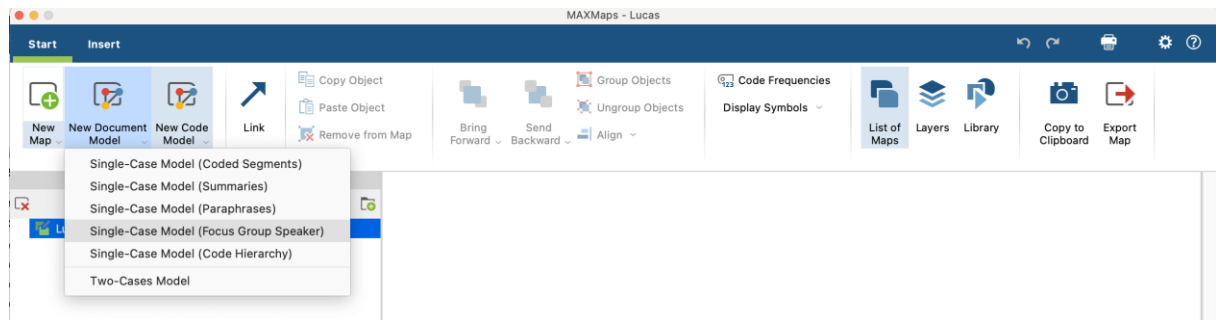 MAXMaps - Lucas
Start Insert
New Map
New Document Model
New Code Model
Link
Copy Object
Paste Object
Remove from Map
Bring Forward
Send Backward
Group Objects
Ungroup Objects
Align
123 Code Frequencies
Display Symbols
List of Maps
Layers
Library
Copy to Clipboard
Export Map
Single-Case Model (Coded Segments)
Single-Case Model (Summaries)
Single-Case Model (Paraphrases)
Single-Case Model (Focus Group Speaker)
Single-Case Model (Code Hierarchy)
Two-Cases Model